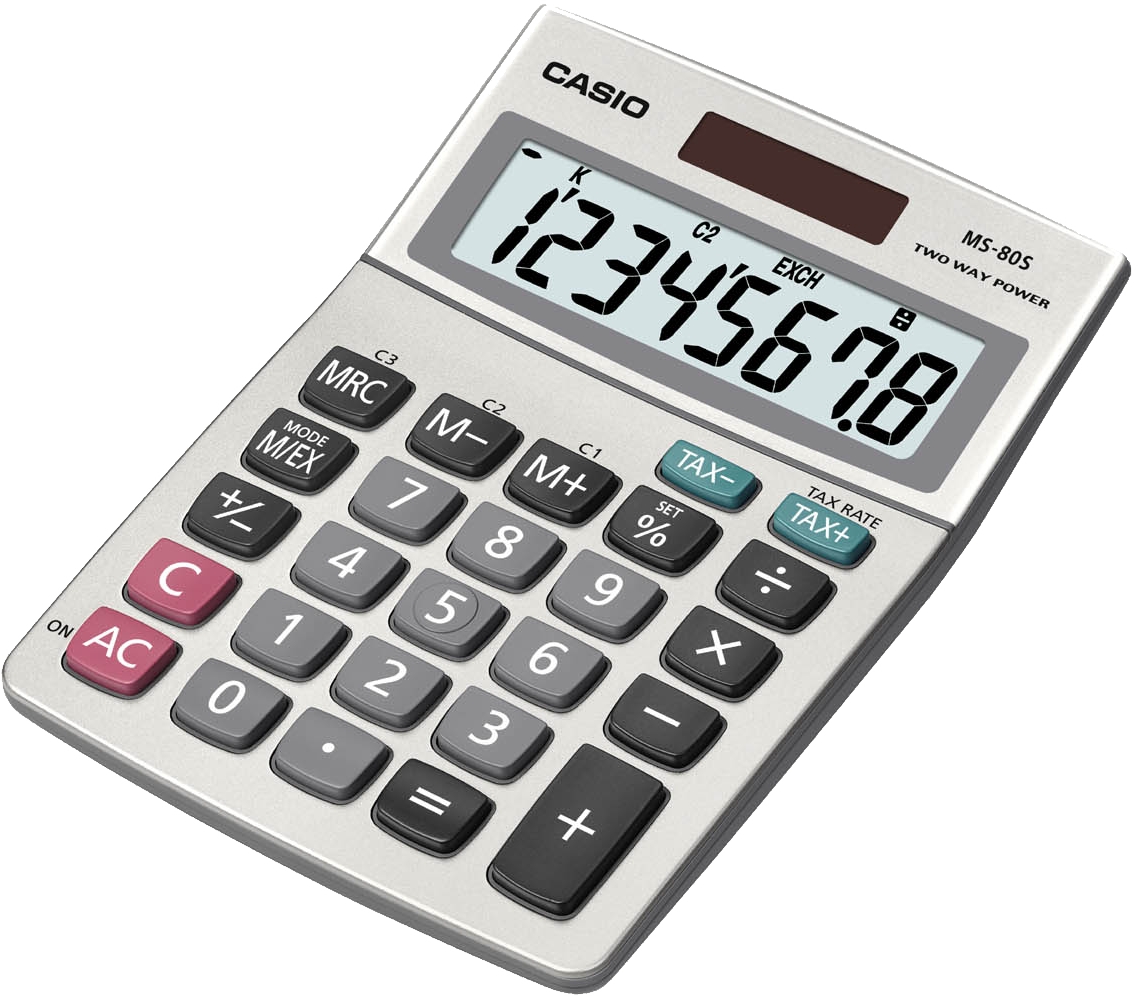 CASIO
MS-80S
TWO WAY POWER
K C2 EXCH ÷
-1'234'567.8
C3 C2 C1
MRC M− M+ TAX− TAX RATE
TAX+
MODE
M/EX 7 8 9 SET
% ÷
+/− 4 5 6 ×
C 1 2 3 −
ON AC 0 · = +